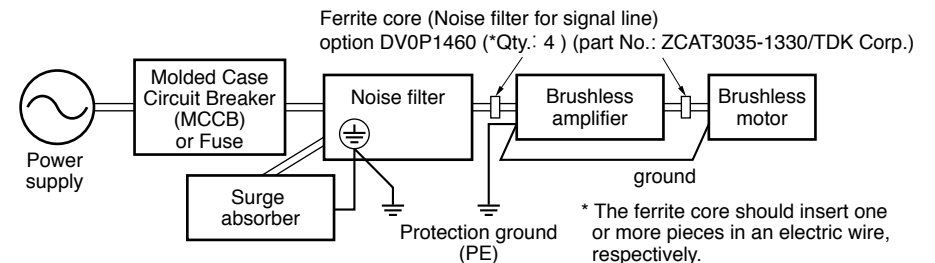 Ferrite core (Noise filter for signal line)
option DV0P1460 (*Qty.: 4 ) (part No.: ZCAT3035-1330/TDK Corp.)
Molded Case
Circuit Breaker
(MCCB)
or Fuse
Noise filter
Brushless
amplifier
Brushless
motor
Power
supply
Surge
absorber
ground
Protection ground
(PE)
* The ferrite core should insert one
or more pieces in an electric wire,
respectively.